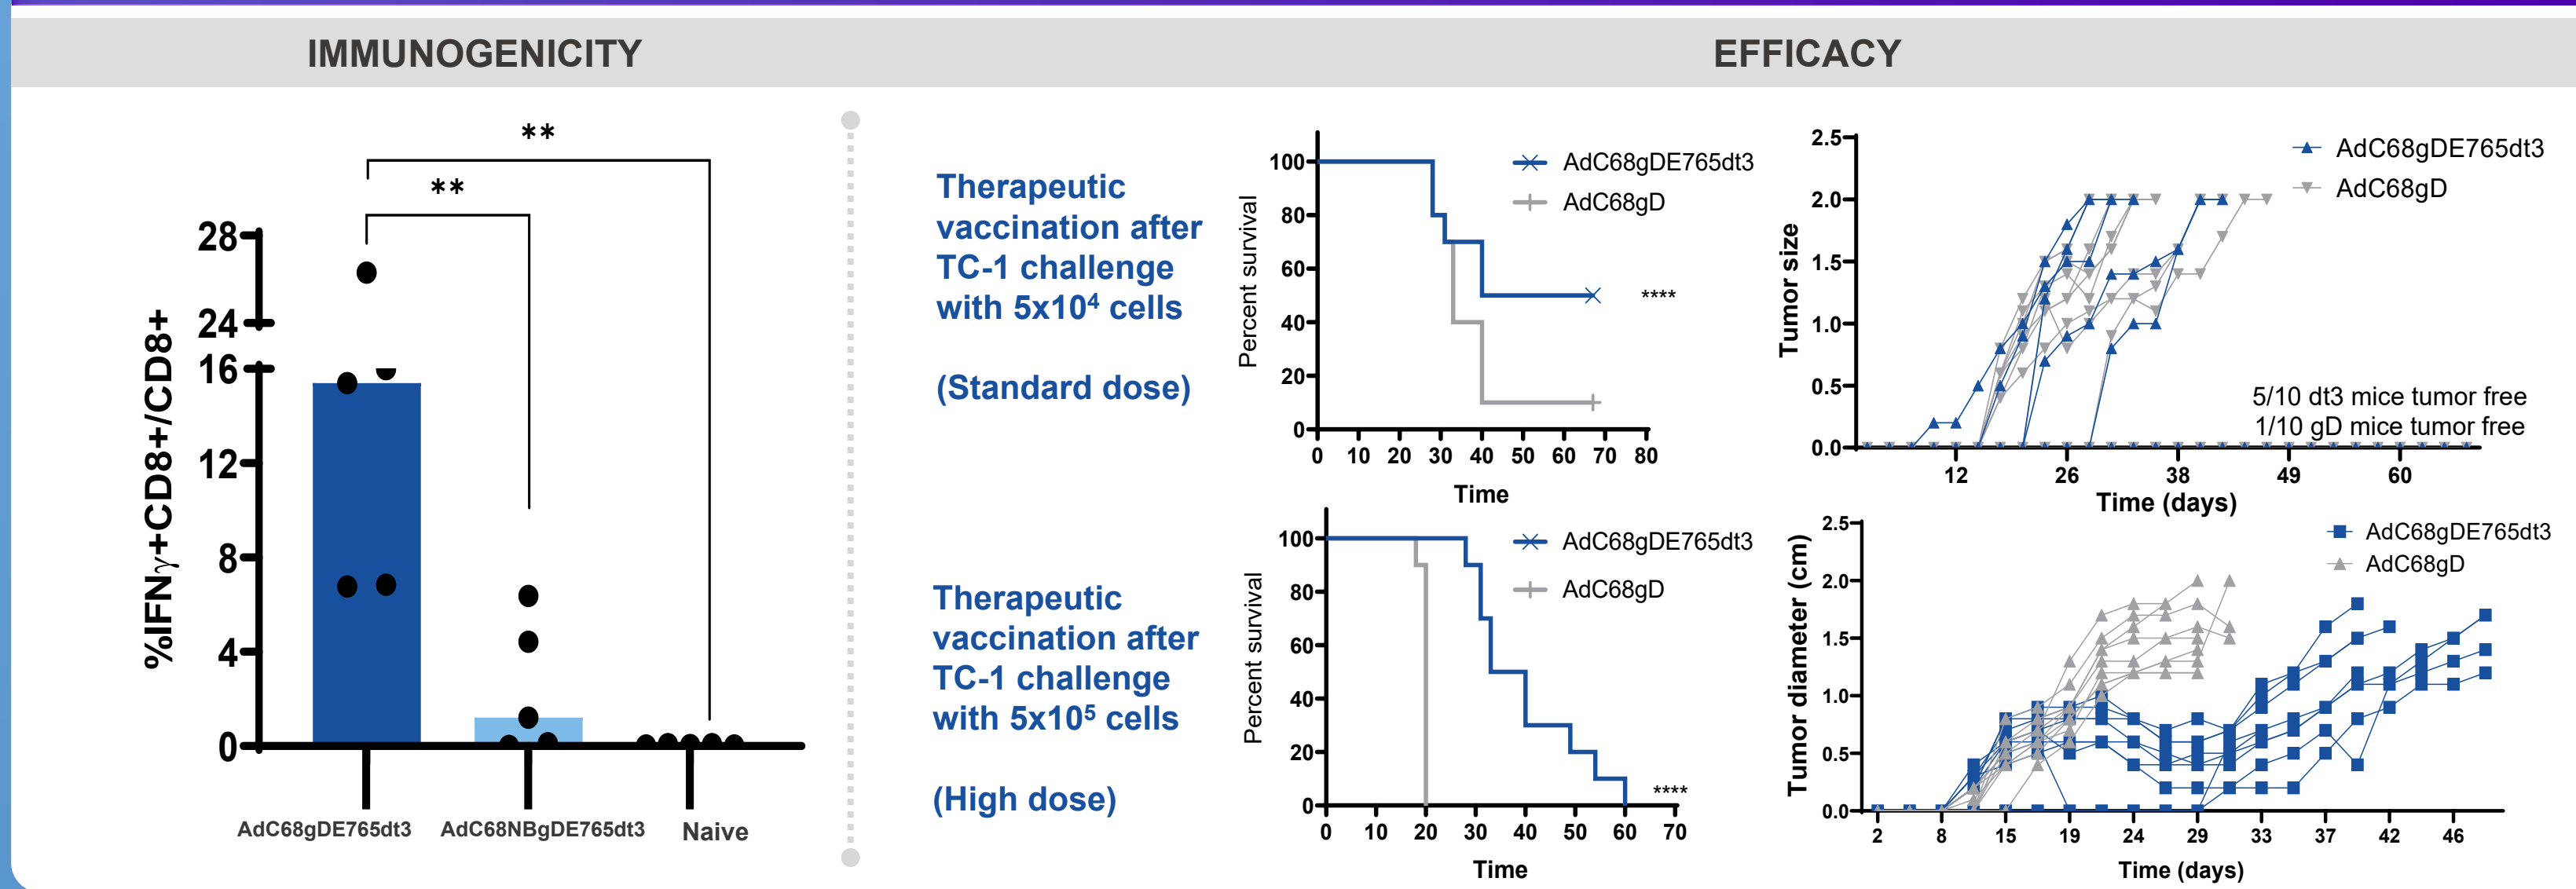 IMMUNOGENICITY
EFFICACY
**
**
%IFNγ+CD8+/CD8+
28
24
16
12
8
4
0
AdC68gDE765dt3
AdC68NBgDE765dt3
Naive
Therapeutic
vaccination after
TC-1 challenge
with 5x10⁴ cells
(Standard dose)
Percent survival
100
80
60
40
20
0
0 10 20 30 40 50 60 70 80
Time
AdC68gDE765dt3
AdC68gD
****
Tumor size
2.5
2.0
1.5
1.0
0.5
0.0
12 26 38 49 60
Time (days)
AdC68gDE765dt3
AdC68gD
5/10 dt3 mice tumor free
1/10 gD mice tumor free
Therapeutic
vaccination after
TC-1 challenge
with 5x10⁵ cells
(High dose)
Percent survival
100
80
60
40
20
0
0 10 20 30 40 50 60 70
Time
AdC68gDE765dt3
AdC68gD
****
Tumor diameter (cm)
2.5
2.0
1.5
1.0
0.5
0.0
2 8 15 19 24 29 33 37 42 46
Time (days)
AdC68gDE765dt3
AdC68gD